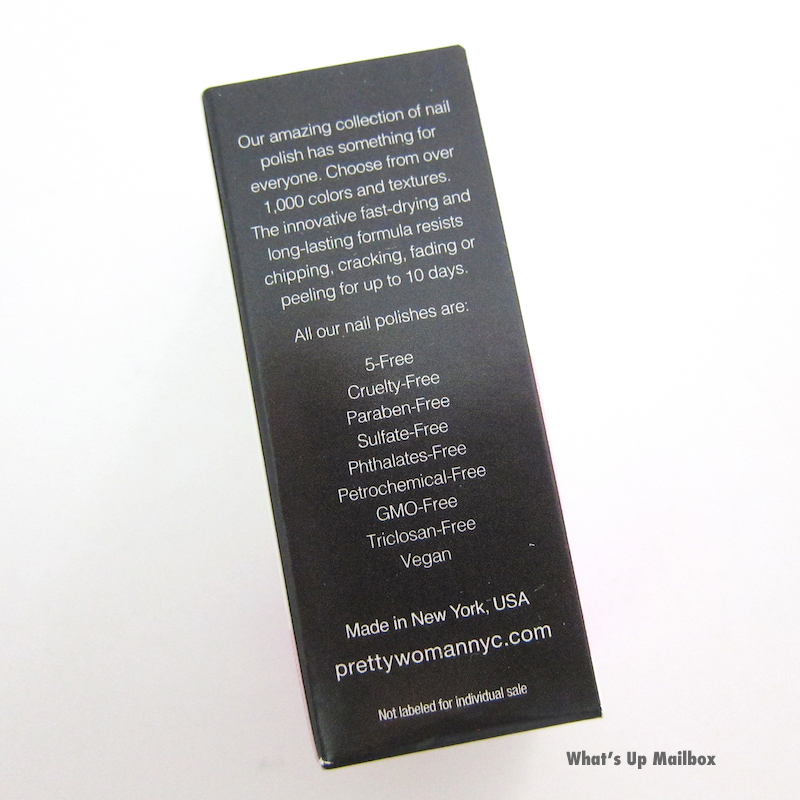 Our amazing collection of nail
polish has something for
everyone. Choose from over
1,000 colors and textures.
The innovative fast-drying and
long-lasting formula resists
chipping, cracking, fading or
peeling for up to 10 days.
All our nail polishes are:
5-Free
Cruelty-Free
Paraben-Free
Sulfate-Free
Phthalates-Free
Petrochemical-Free
GMO-Free
Triclosan-Free
Vegan
Made in New York, USA
prettywomannyc.com
Not labeled for individual sale
What's Up Mailbox